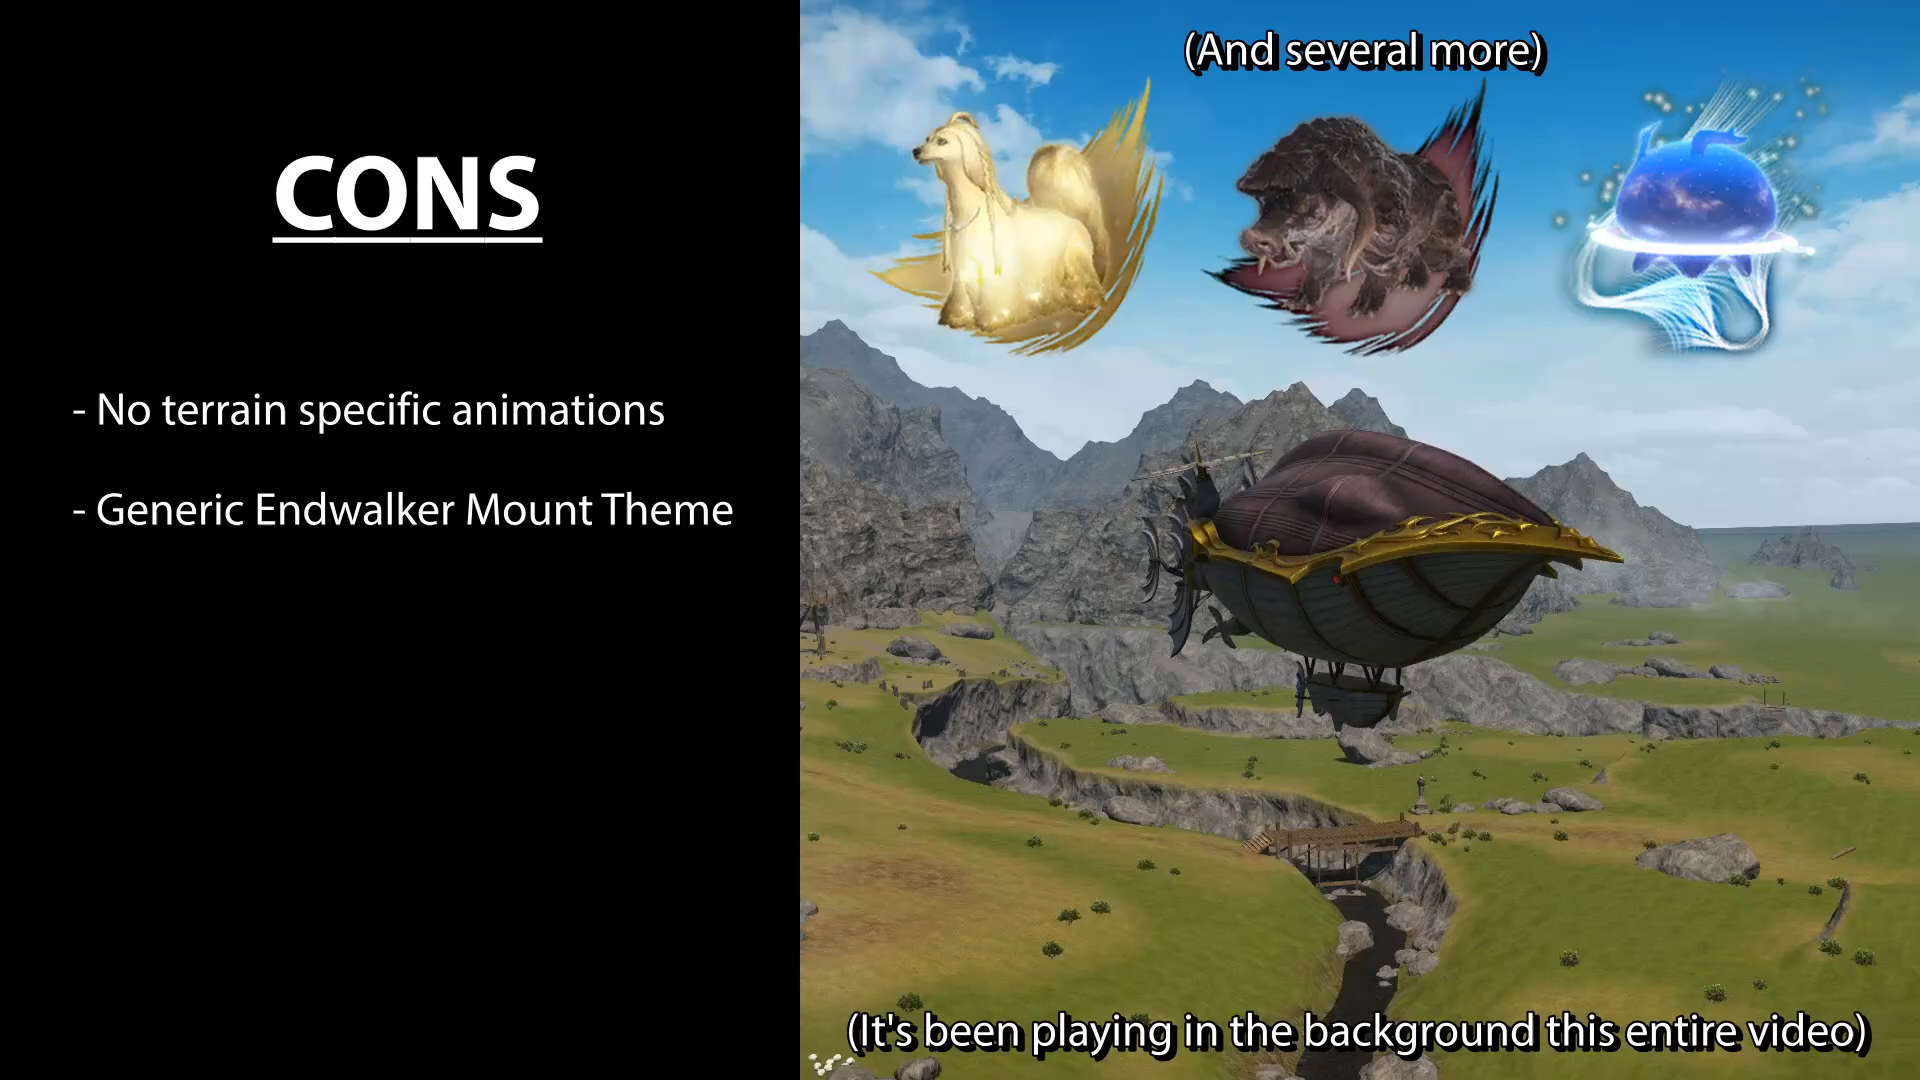 CONS
- No terrain specific animations
- Generic Endwalker Mount Theme
(And several more)
(It's been playing in the background this entire video)